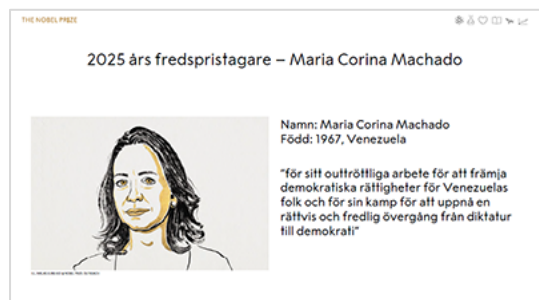 THE NOBEL PRIZE
2025 års fredspristagare – Maria Corina Machado
Namn: Maria Corina Machado
Född: 1967, Venezuela
"för sitt outtröttliga arbete för att främja
demokratiska rättigheter för Venezuelas
folk och för sin kamp för att uppnå en
rättvis och fredlig övergång från diktatur
till demokrati"